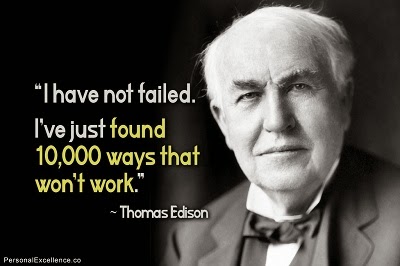 “I have not failed.
I've just found
10,000 ways that
won't work.”
~ Thomas Edison
PersonalExcellence.co